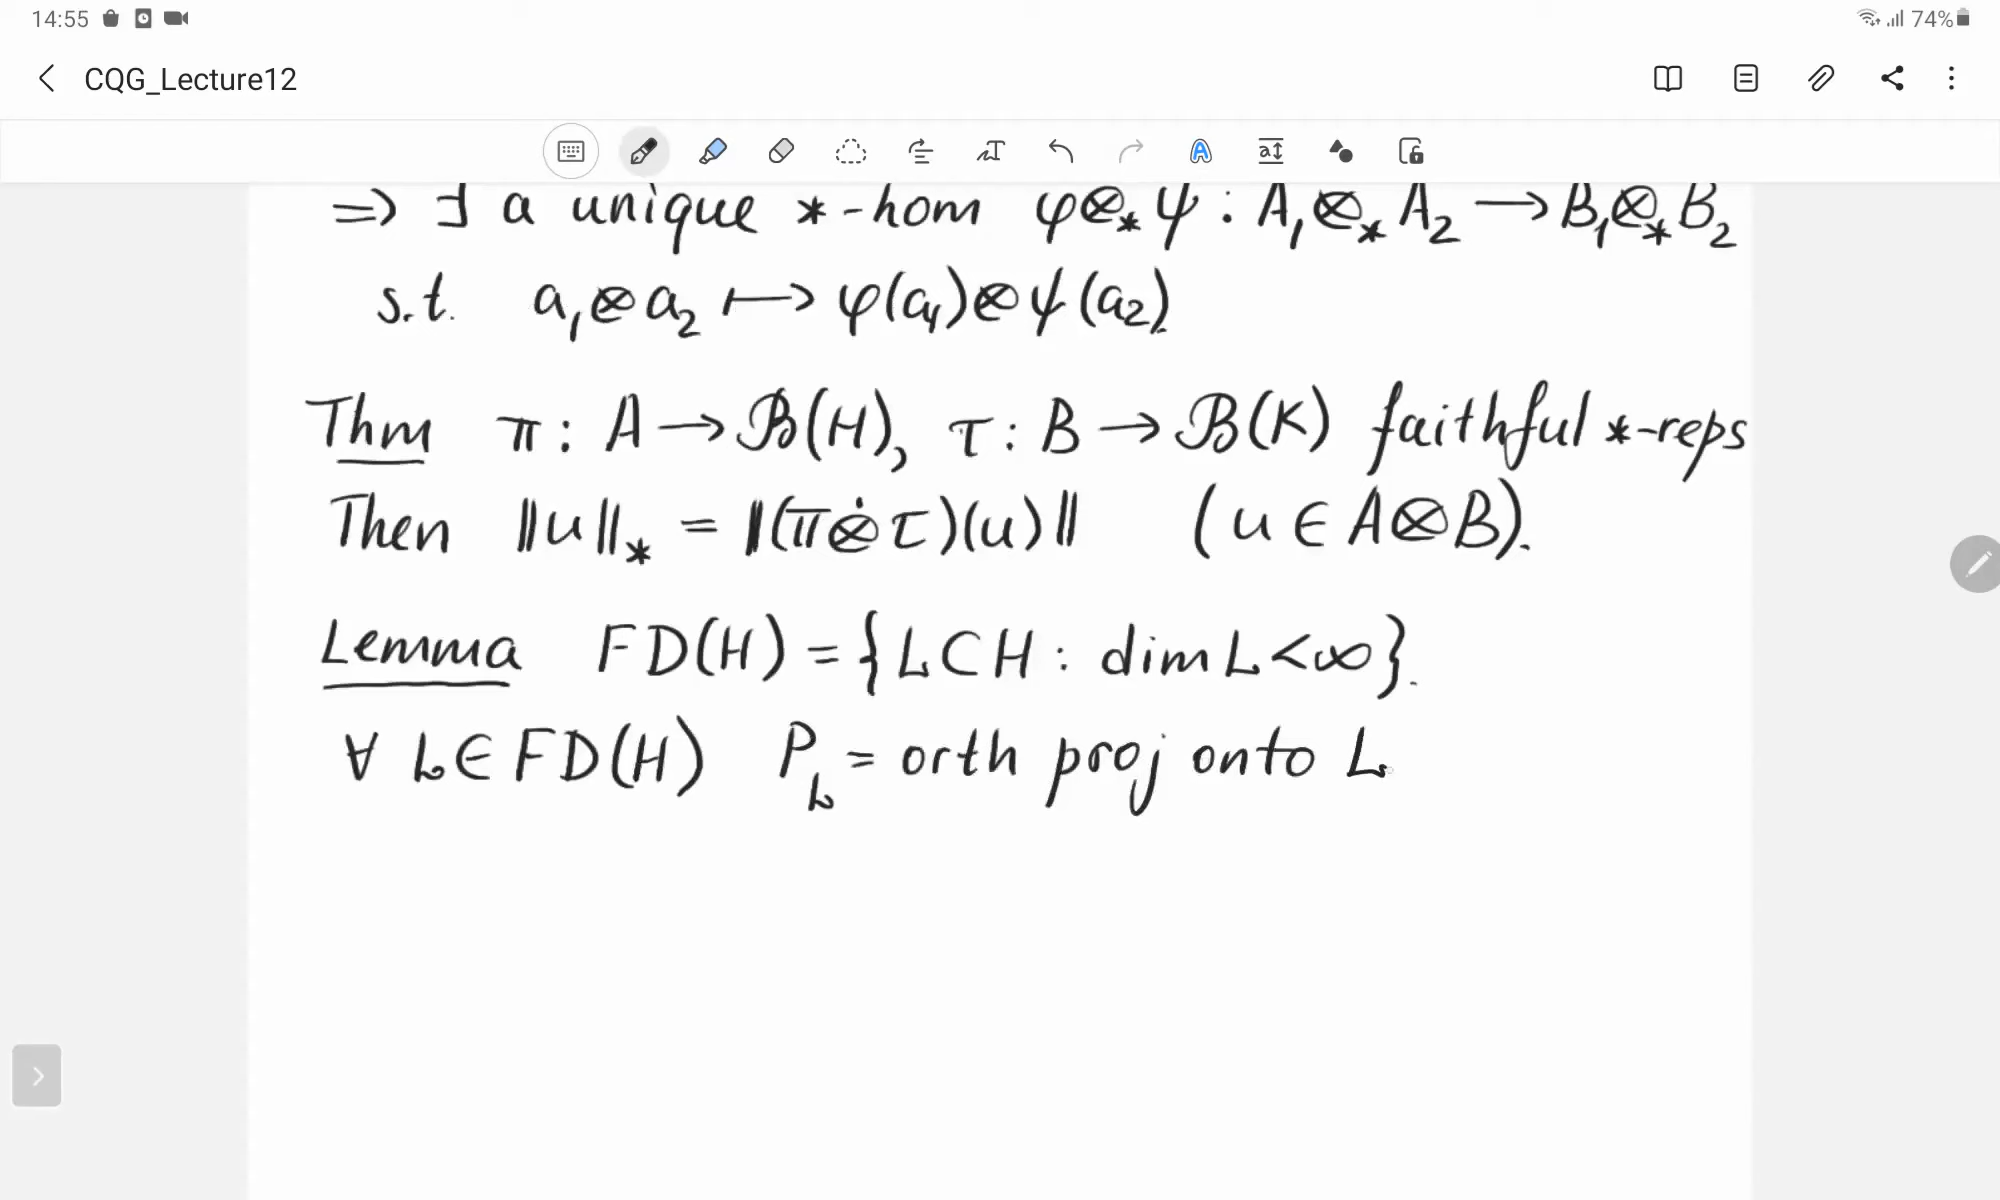 14:55 74%
CQG_Lecture12
⇒ ∃ a unique *-hom φ⊗_*ψ : A₁⊗_*A₂ ⟶ B₁⊗_*B₂
s.t. a₁⊗a₂ ⟼ φ(a₁)⊗ψ(a₂).
Thm π: A → ℬ(H), τ: B → ℬ(K) faithful *-reps
Then ‖u‖_* = ‖(π⊗̇τ)(u)‖ (u ∈ A⊗B).
Lemma FD(H) = {L⊂H : dim L < ∞}.
∀ L ∈ FD(H) P_L = orth proj onto L.